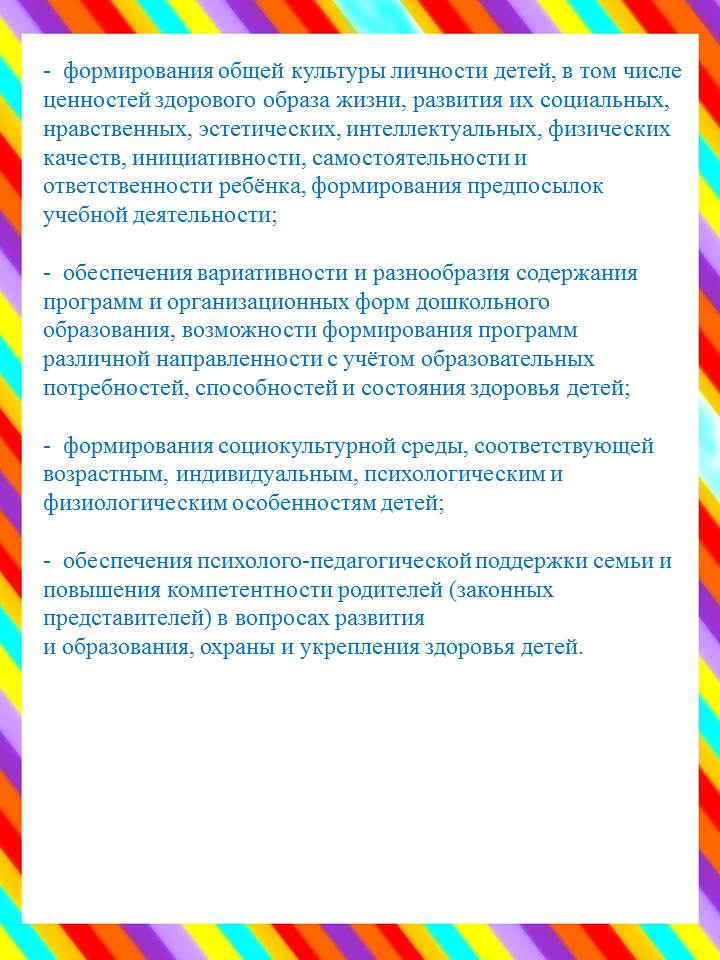 - формирования общей культуры личности детей, в том числе
ценностей здорового образа жизни, развития их социальных,
нравственных, эстетических, интеллектуальных, физических
качеств, инициативности, самостоятельности и
ответственности ребёнка, формирования предпосылок
учебной деятельности;
- обеспечения вариативности и разнообразия содержания
программ и организационных форм дошкольного
образования, возможности формирования программ
различной направленности с учётом образовательных
потребностей, способностей и состояния здоровья детей;
- формирования социокультурной среды, соответствующей
возрастным, индивидуальным, психологическим и
физиологическим особенностям детей;
- обеспечения психолого-педагогической поддержки семьи и
повышения компетентности родителей (законных
представителей) в вопросах развития
и образования, охраны и укрепления здоровья детей.